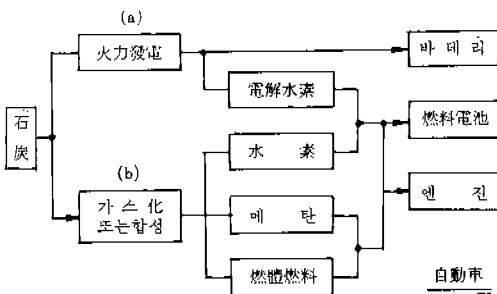 (a)
火力發電
바데리
電解水素
石炭
水素
燃料電池
(b)
가스化
또는합성
메탄
엔진
燃體燃料
自動車